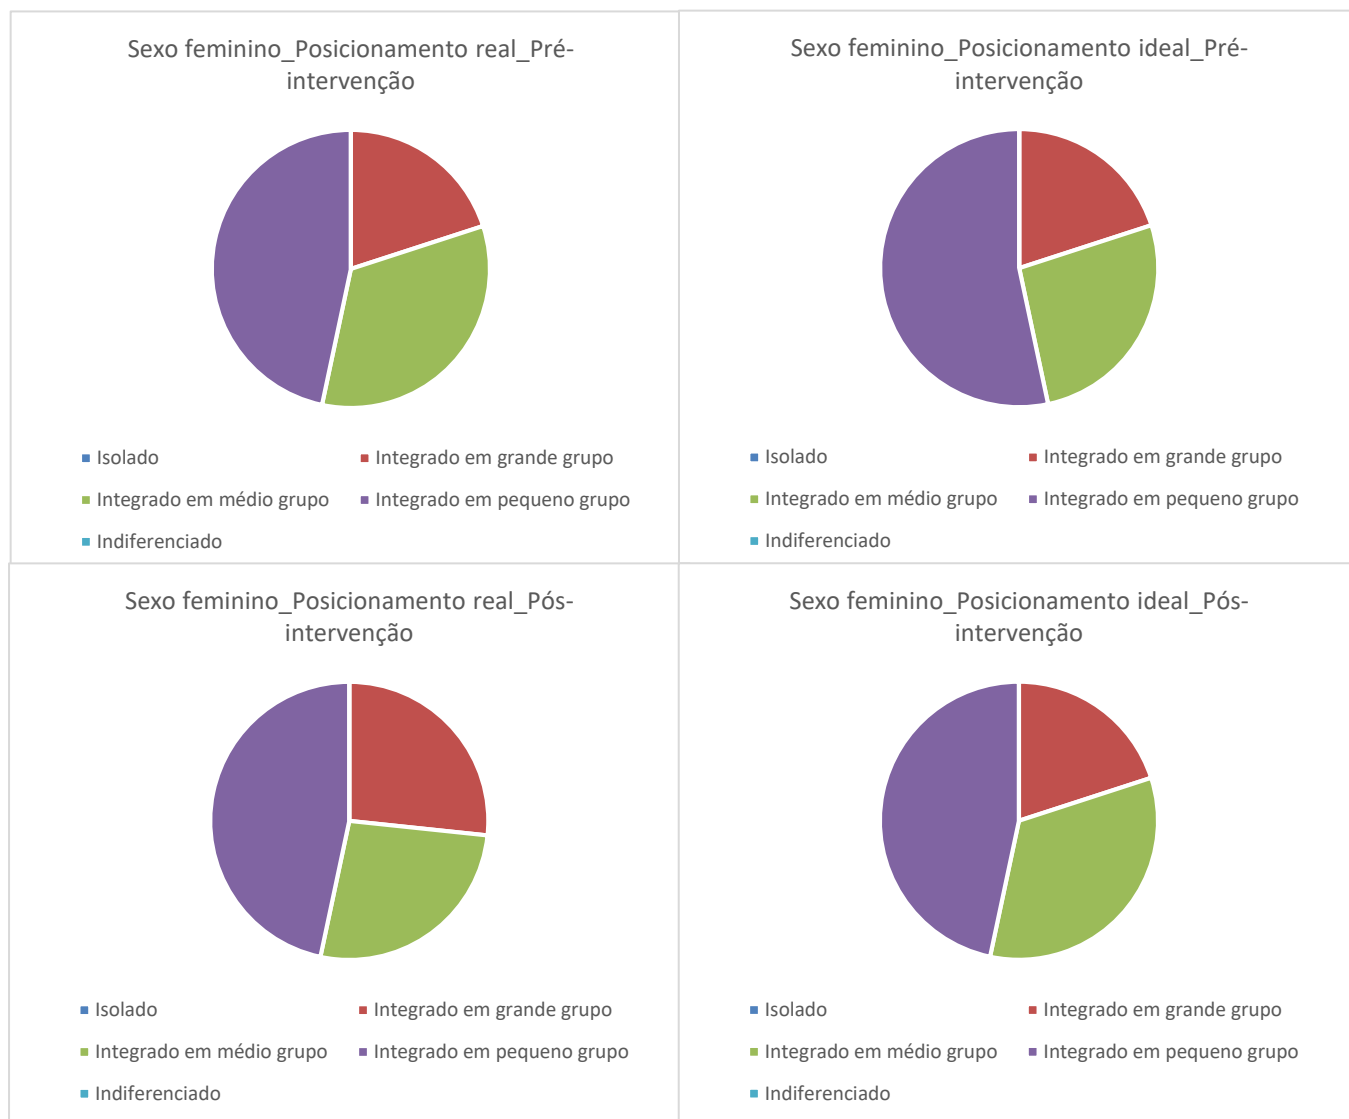 Sexo feminino_Posicionamento real_Pré-
intervenção
Isolado
Integrado em grande grupo
Integrado em médio grupo
Integrado em pequeno grupo
Indiferenciado
Sexo feminino_Posicionamento ideal_Pré-
intervenção
Isolado
Integrado em grande grupo
Integrado em médio grupo
Integrado em pequeno grupo
Indiferenciado
Sexo feminino_Posicionamento real_Pós-
intervenção
Isolado
Integrado em grande grupo
Integrado em médio grupo
Integrado em pequeno grupo
Indiferenciado
Sexo feminino_Posicionamento ideal_Pós-
intervenção
Isolado
Integrado em grande grupo
Integrado em médio grupo
Integrado em pequeno grupo
Indiferenciado